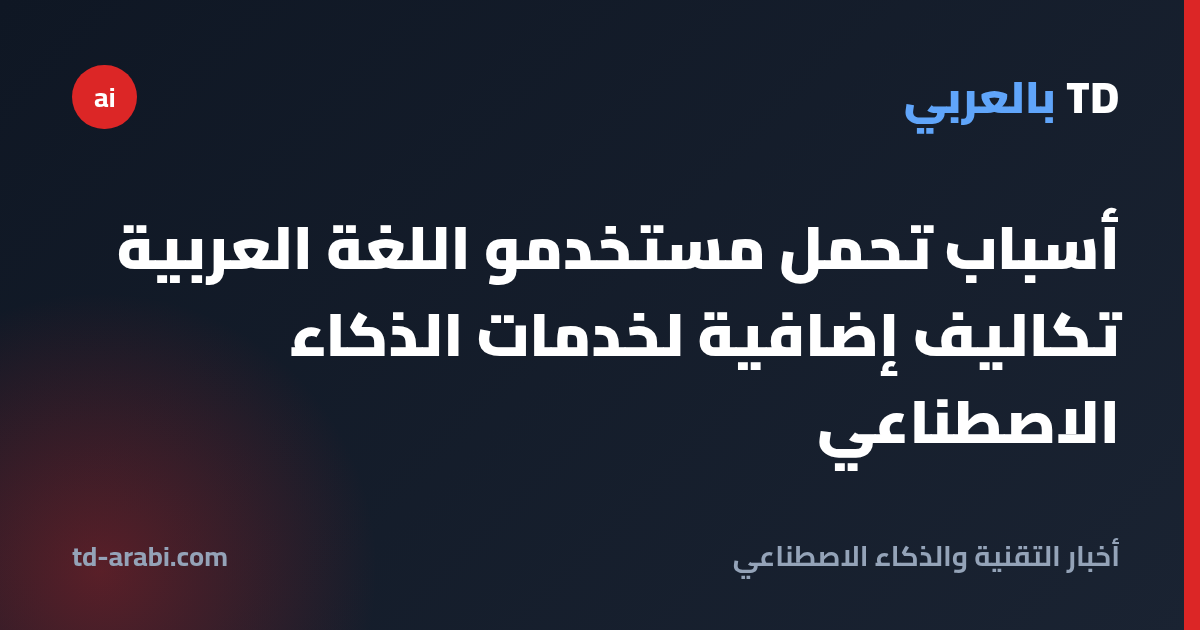 TD بالعربي
ai
أسباب تحمل مستخدمو اللغة العربية
تكاليف إضافية لخدمات الذكاء
الاصطناعي
أخبار التقنية والذكاء الاصطناعي
td-arabi.com